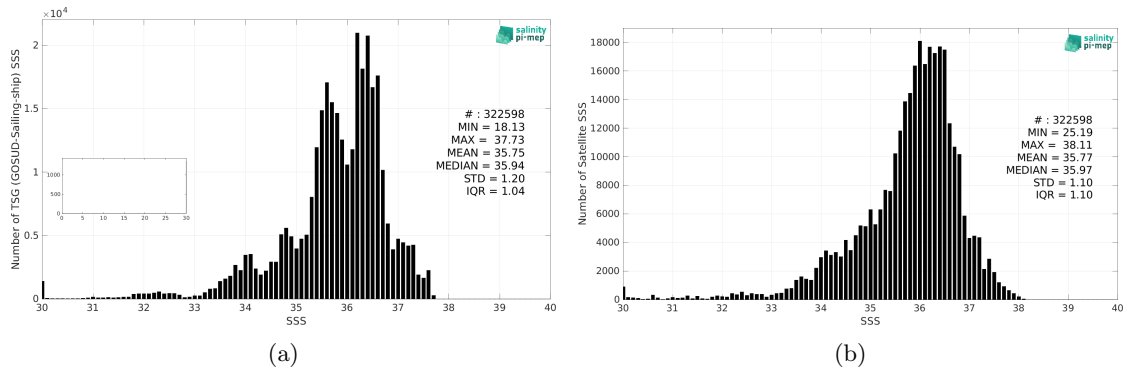 ×10⁴
salinity
pi-mep
2
1.5
1
0.5
0
Number of TSG (GOSUD-Sailing-ship) SSS
# : 322598
MIN = 18.13
MAX = 37.73
MEAN = 35.75
MEDIAN = 35.94
STD = 1.20
IQR = 1.04
1000
500
0
0 5 10 15 20 25 30
30 31 32 33 34 35 36 37 38 39 40
SSS
(a)
salinity
pi-mep
18000
16000
14000
12000
10000
8000
6000
4000
2000
0
Number of Satellite SSS
# : 322598
MIN = 25.19
MAX = 38.11
MEAN = 35.77
MEDIAN = 35.97
STD = 1.10
IQR = 1.10
30 31 32 33 34 35 36 37 38 39 40
SSS
(b)